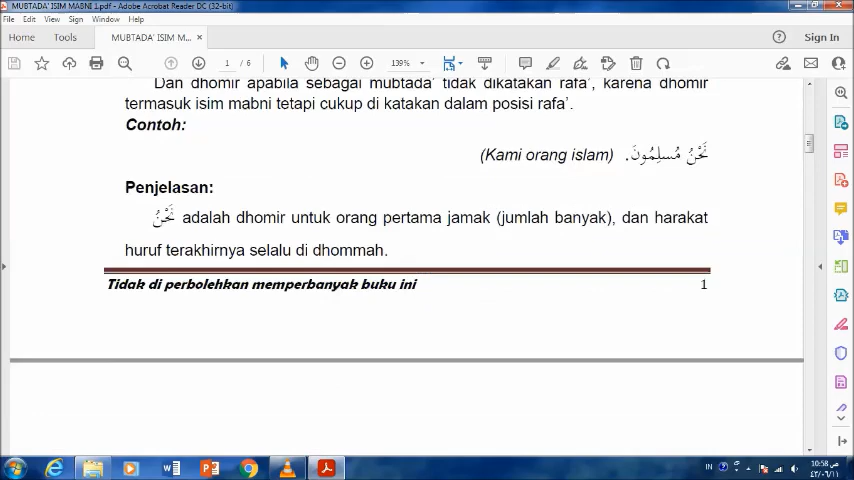 MUBTADA' ISIM MABNI 1.pdf - Adobe Acrobat Reader DC (32-bit)
File Edit View Sign Window Help
Home Tools MUBTADA' ISIM M... × Sign In
1 / 6 139%
Dan dhomir apabila sebagai mubtada' tidak dikatakan rafa', karena dhomir
termasuk isim mabni tetapi cukup di katakan dalam posisi rafa'.
Contoh:
نَحْنُ مُسلِمُونَ. (Kami orang islam)
Penjelasan:
نَحْنُ adalah dhomir untuk orang pertama jamak (jumlah banyak), dan harakat
huruf terakhirnya selalu di dhommah.
Tidak di perbolehkan memperbanyak buku ini 1
IN 10:58 ص
٤٣/٠٦/١١